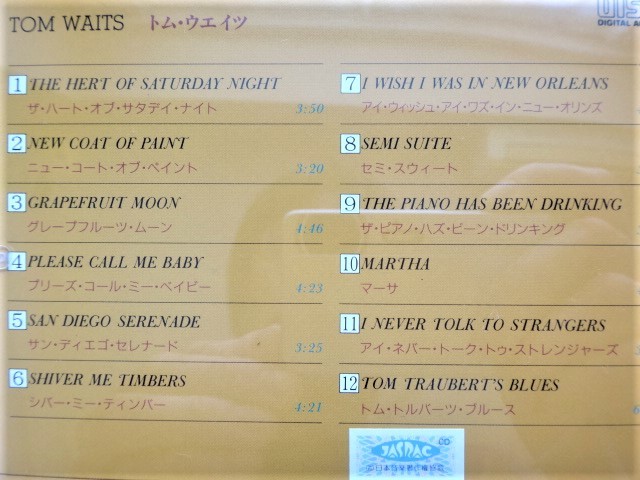 TOM WAITS トム・ウエイツ
DIGITAL
1 THE HERT OF SATURDAY NIGHT
ザ・ハート・オブ・サタデイ・ナイト 3:50
2 NEW COAT OF PAINT
ニュー・コート・オブ・ペイント 3:20
3 GRAPEFRUIT MOON
グレープフルーツ・ムーン 4:46
4 PLEASE CALL ME BABY
プリーズ・コール・ミー・ベイビー 4:23
5 SAN DIEGO SERENADE
サン・ディエゴ・セレナード 3:25
6 SHIVER ME TIMBERS
シバー・ミー・ティンバー 4:21
7 I WISH I WAS IN NEW ORLEANS
アイ・ウィッシュ・アイ・ワズ・イン・ニュー・オリンズ
8 SEMI SUITE
セミ・スウィート
9 THE PIANO HAS BEEN DRINKING
ザ・ピアノ・ハズ・ビーン・ドリンキング
10 MARTHA
マーサ
11 I NEVER TOLK TO STRANGERS
アイ・ネバー・トーク・トゥ・ストレンジャーズ
12 TOM TRAUBERT'S BLUES
トム・トルバーツ・ブルース
CD
JASRAC